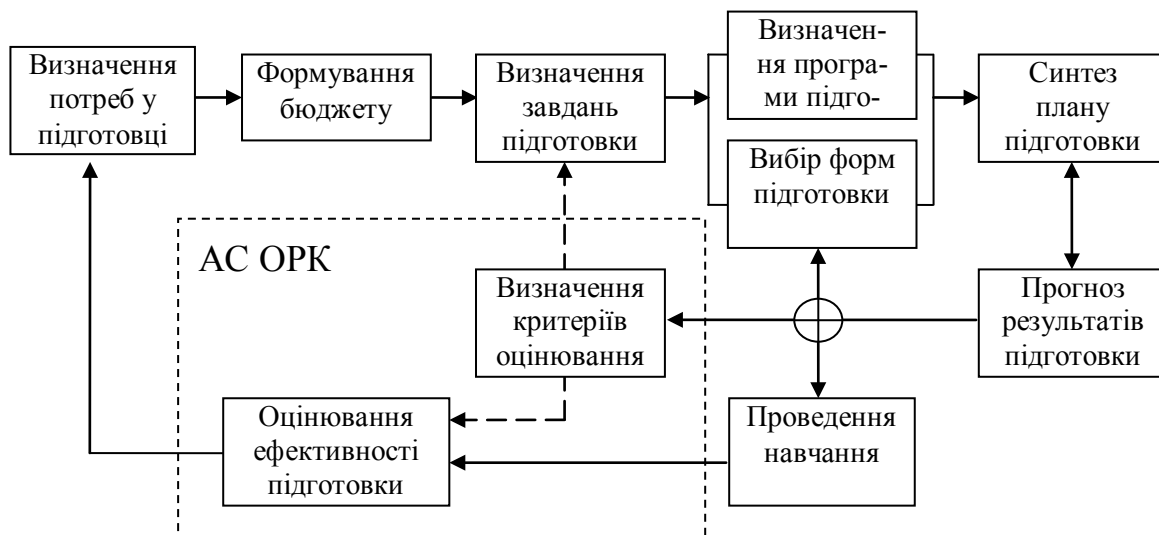 Визначення
потреб у
підготовці
Формування
бюджету
Визначення
завдань
підготовки
Визначен-
ня програ-
ми підго-
Вибір форм
підготовки
Синтез
плану
підготовки
АС ОРК
Визначення
критеріїв
оцінювання
Прогноз
результатів
підготовки
Оцінювання
ефективності
підготовки
Проведення
навчання